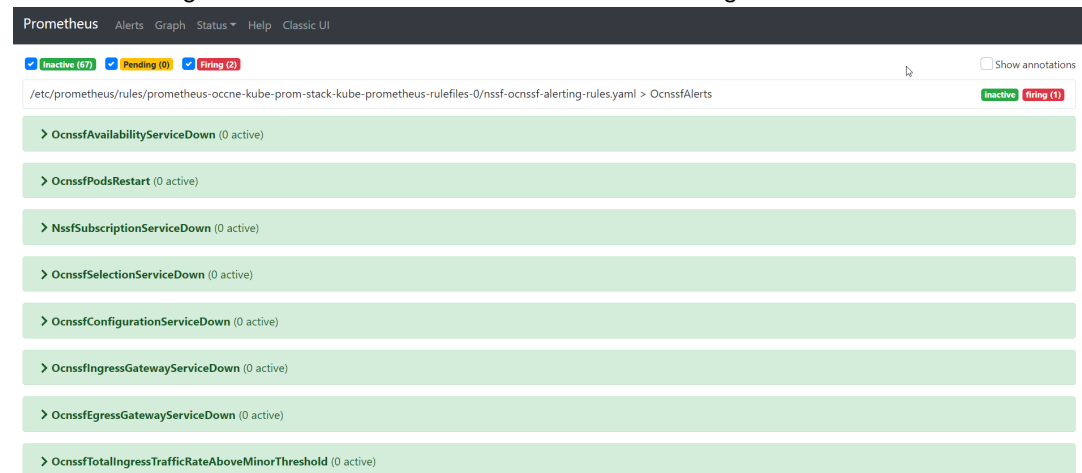 Prometheus Alerts Graph Status Help Classic UI
Inactive (67) Pending (0) Firing (2) Show annotations
/etc/prometheus/rules/prometheus-occne-kube-prom-stack-kube-prometheus-rulefiles-0/nssf-ocnssf-alerting-rules.yaml > OcnssfAlerts inactive firing (1)
OcnssfAvailabilityServiceDown (0 active)
OcnssfPodsRestart (0 active)
NssfSubscriptionServiceDown (0 active)
OcnssfSelectionServiceDown (0 active)
OcnssfConfigurationServiceDown (0 active)
OcnssfIngressGatewayServiceDown (0 active)
OcnssfEgressGatewayServiceDown (0 active)
OcnssfTotalIngressTrafficRateAboveMinorThreshold (0 active)